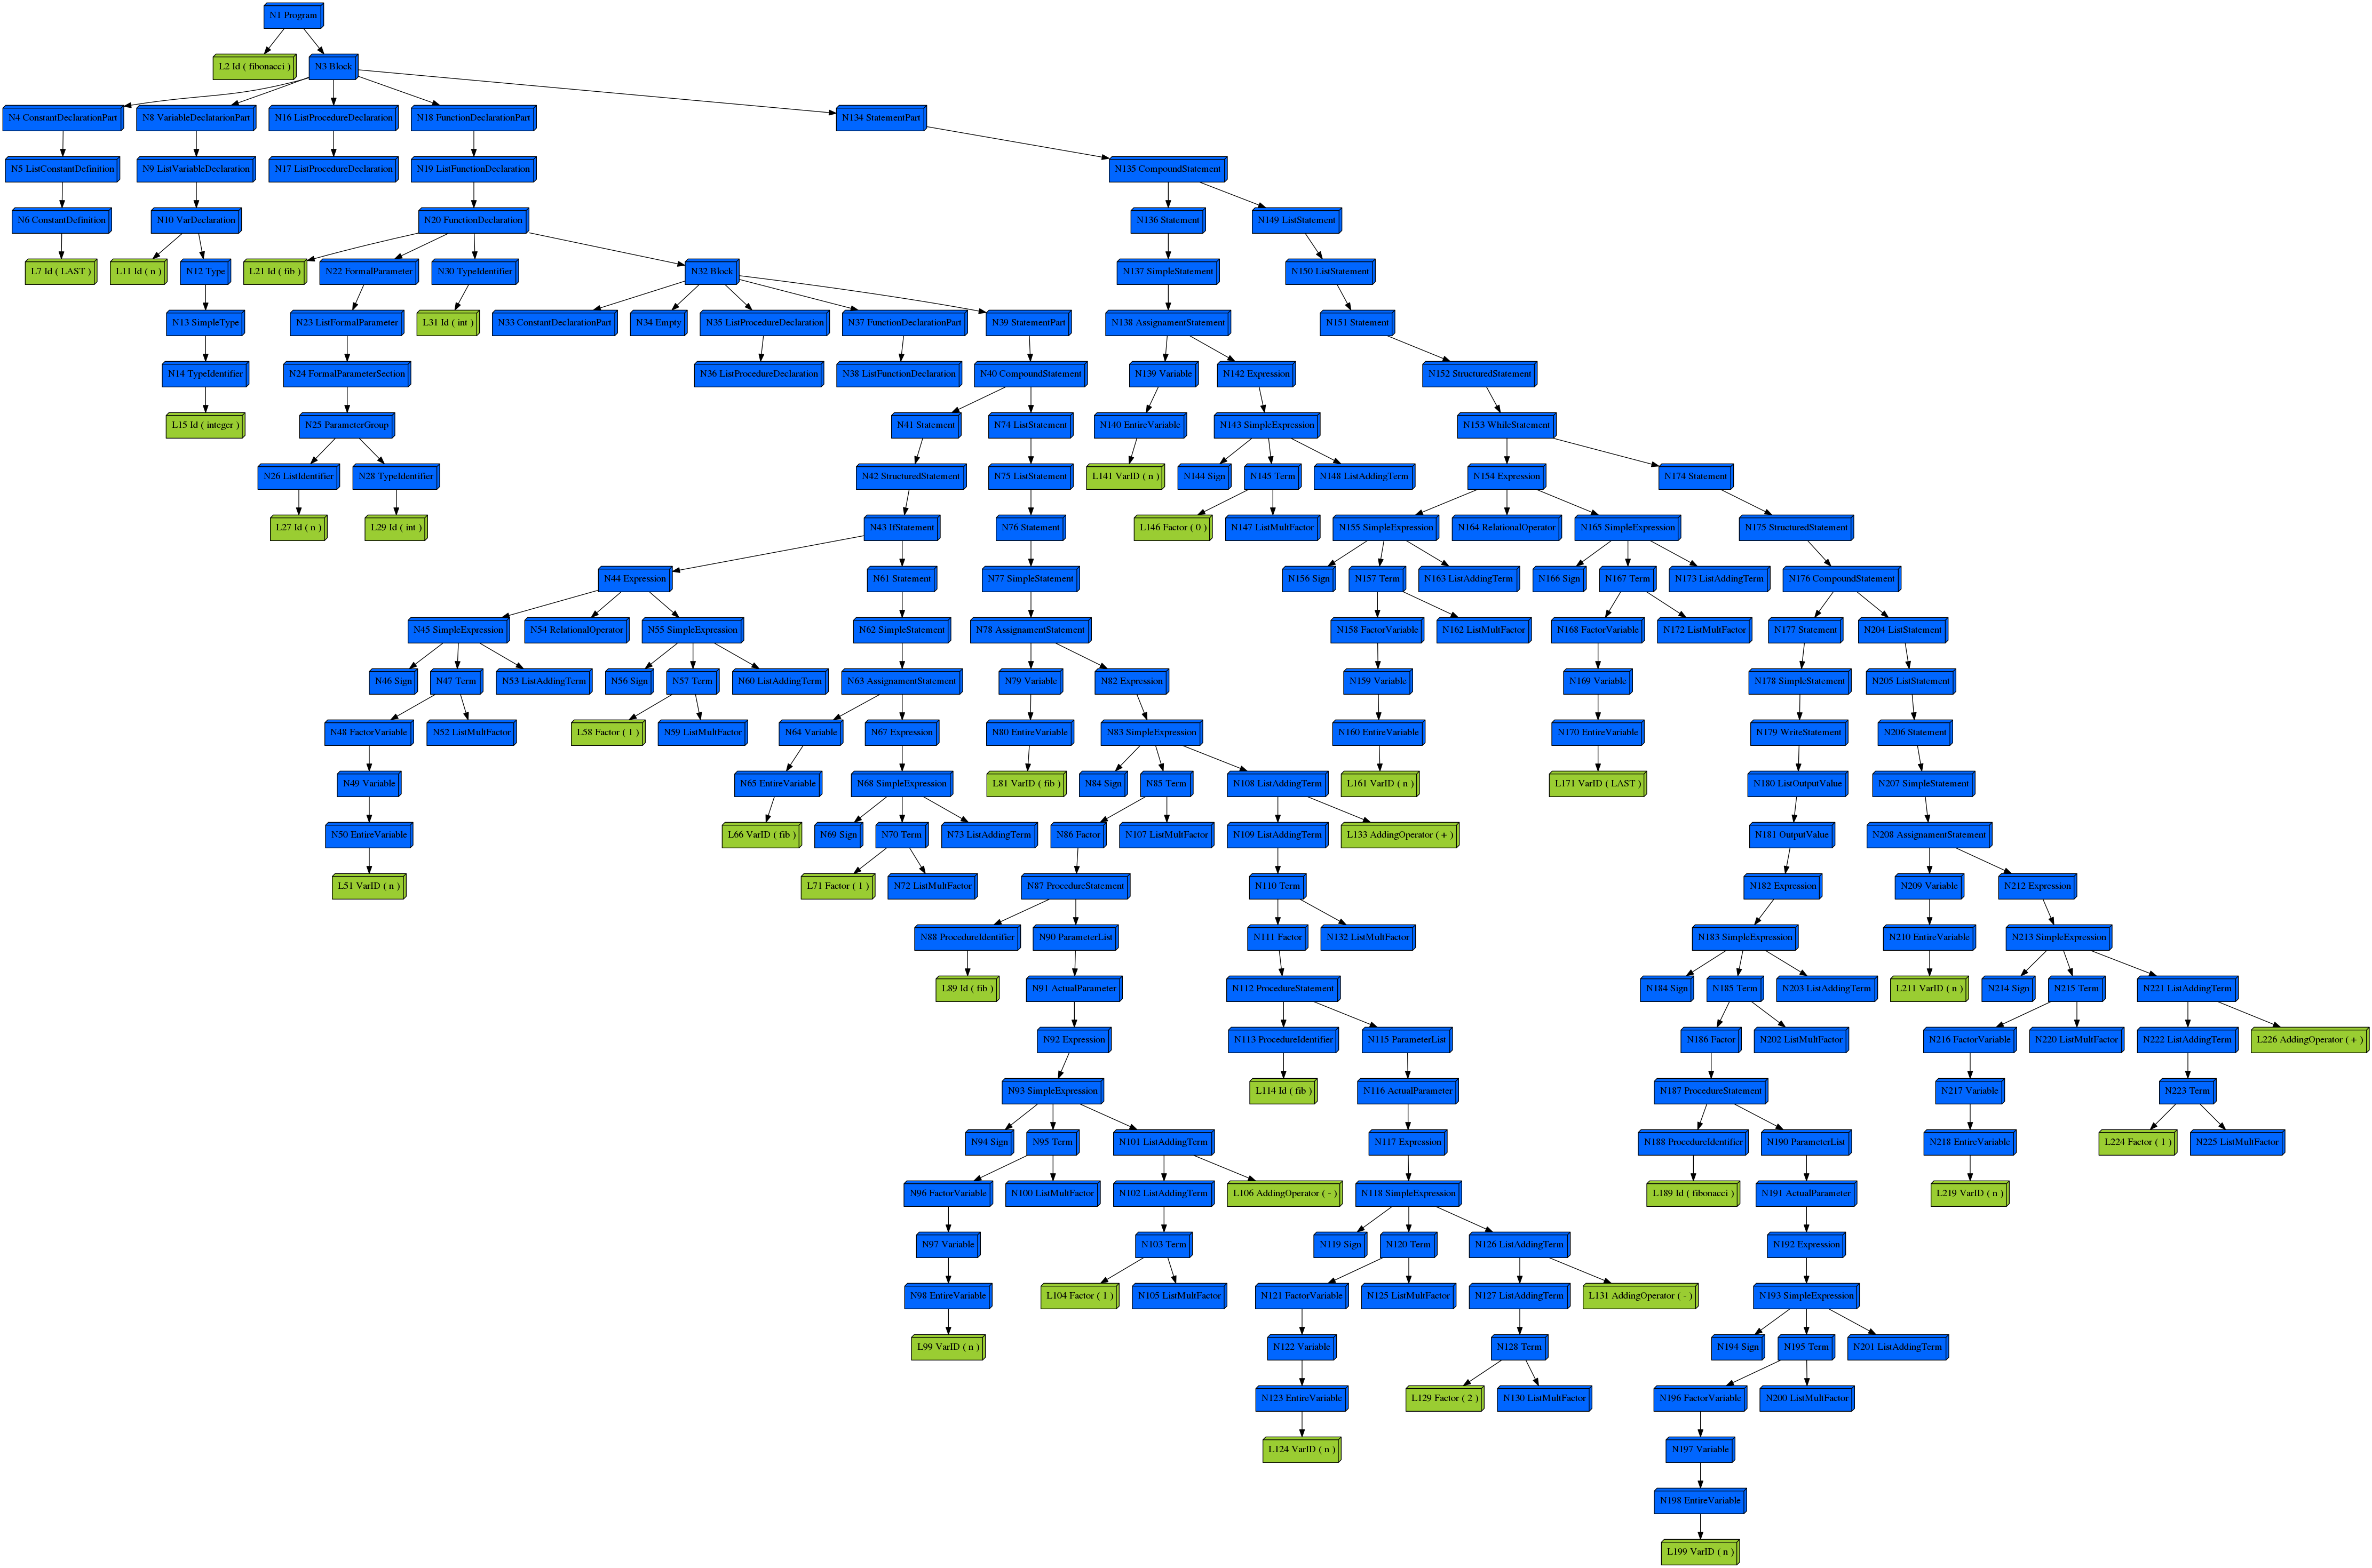 N1 Program
L2 Id ( fibonacci )
N3 Block
N4 ConstantDeclarationPart
N8 VariableDeclatarionPart
N16 ListProcedureDeclaration
N18 FunctionDeclarationPart
N134 StatementPart
N5 ListConstantDefinition
N9 ListVariableDeclaration
N17 ListProcedureDeclaration
N19 ListFunctionDeclaration
N135 CompoundStatement
N6 ConstantDefinition
N10 VarDeclaration
N20 FunctionDeclaration
N136 Statement
N149 ListStatement
L7 Id ( LAST )
L11 Id ( n )
N12 Type
L21 Id ( fib )
N22 FormalParameter
N30 TypeIdentifier
N32 Block
N137 SimpleStatement
N150 ListStatement
N13 SimpleType
N23 ListFormalParameter
L31 Id ( int )
N33 ConstantDeclarationPart
N34 Empty
N35 ListProcedureDeclaration
N37 FunctionDeclarationPart
N39 StatementPart
N138 AssignamentStatement
N151 Statement
N14 TypeIdentifier
N24 FormalParameterSection
N36 ListProcedureDeclaration
N38 ListFunctionDeclaration
N40 CompoundStatement
N139 Variable
N142 Expression
N152 StructuredStatement
L15 Id ( integer )
N25 ParameterGroup
N41 Statement
N74 ListStatement
N140 EntireVariable
N143 SimpleExpression
N153 WhileStatement
N26 ListIdentifier
N28 TypeIdentifier
N42 StructuredStatement
N75 ListStatement
L141 VarID ( n )
N144 Sign
N145 Term
N148 ListAddingTerm
N154 Expression
N174 Statement
L27 Id ( n )
L29 Id ( int )
N43 IfStatement
N76 Statement
L146 Factor ( 0 )
N147 ListMultFactor
N155 SimpleExpression
N164 RelationalOperator
N165 SimpleExpression
N175 StructuredStatement
N44 Expression
N61 Statement
N77 SimpleStatement
N156 Sign
N157 Term
N163 ListAddingTerm
N166 Sign
N167 Term
N173 ListAddingTerm
N176 CompoundStatement
N45 SimpleExpression
N54 RelationalOperator
N55 SimpleExpression
N62 SimpleStatement
N78 AssignamentStatement
N158 FactorVariable
N162 ListMultFactor
N168 FactorVariable
N172 ListMultFactor
N177 Statement
N204 ListStatement
N46 Sign
N47 Term
N53 ListAddingTerm
N56 Sign
N57 Term
N60 ListAddingTerm
N63 AssignamentStatement
N79 Variable
N82 Expression
N159 Variable
N169 Variable
N178 SimpleStatement
N205 ListStatement
N48 FactorVariable
N52 ListMultFactor
L58 Factor ( 1 )
N59 ListMultFactor
N64 Variable
N67 Expression
N80 EntireVariable
N83 SimpleExpression
N160 EntireVariable
N170 EntireVariable
N179 WriteStatement
N206 Statement
N49 Variable
N65 EntireVariable
N68 SimpleExpression
L81 VarID ( fib )
N84 Sign
N85 Term
N108 ListAddingTerm
L161 VarID ( n )
L171 VarID ( LAST )
N180 ListOutputValue
N207 SimpleStatement
N50 EntireVariable
L66 VarID ( fib )
N69 Sign
N70 Term
N73 ListAddingTerm
N86 Factor
N107 ListMultFactor
N109 ListAddingTerm
L133 AddingOperator ( + )
N181 OutputValue
N208 AssignamentStatement
L51 VarID ( n )
L71 Factor ( 1 )
N72 ListMultFactor
N87 ProcedureStatement
N110 Term
N182 Expression
N209 Variable
N212 Expression
N88 ProcedureIdentifier
N90 ParameterList
N111 Factor
N132 ListMultFactor
N183 SimpleExpression
N210 EntireVariable
N213 SimpleExpression
L89 Id ( fib )
N91 ActualParameter
N112 ProcedureStatement
N184 Sign
N185 Term
N203 ListAddingTerm
L211 VarID ( n )
N214 Sign
N215 Term
N221 ListAddingTerm
N92 Expression
N113 ProcedureIdentifier
N115 ParameterList
N186 Factor
N202 ListMultFactor
N216 FactorVariable
N220 ListMultFactor
N222 ListAddingTerm
L226 AddingOperator ( + )
N93 SimpleExpression
L114 Id ( fib )
N116 ActualParameter
N187 ProcedureStatement
N217 Variable
N223 Term
N94 Sign
N95 Term
N101 ListAddingTerm
N117 Expression
N188 ProcedureIdentifier
N190 ParameterList
N218 EntireVariable
L224 Factor ( 1 )
N225 ListMultFactor
N96 FactorVariable
N100 ListMultFactor
N102 ListAddingTerm
L106 AddingOperator ( - )
N118 SimpleExpression
L189 Id ( fibonacci )
N191 ActualParameter
L219 VarID ( n )
N97 Variable
N103 Term
N119 Sign
N120 Term
N126 ListAddingTerm
N192 Expression
N98 EntireVariable
L104 Factor ( 1 )
N105 ListMultFactor
N121 FactorVariable
N125 ListMultFactor
N127 ListAddingTerm
L131 AddingOperator ( - )
N193 SimpleExpression
L99 VarID ( n )
N122 Variable
N128 Term
N194 Sign
N195 Term
N201 ListAddingTerm
N123 EntireVariable
L129 Factor ( 2 )
N130 ListMultFactor
N196 FactorVariable
N200 ListMultFactor
L124 VarID ( n )
N197 Variable
N198 EntireVariable
L199 VarID ( n )